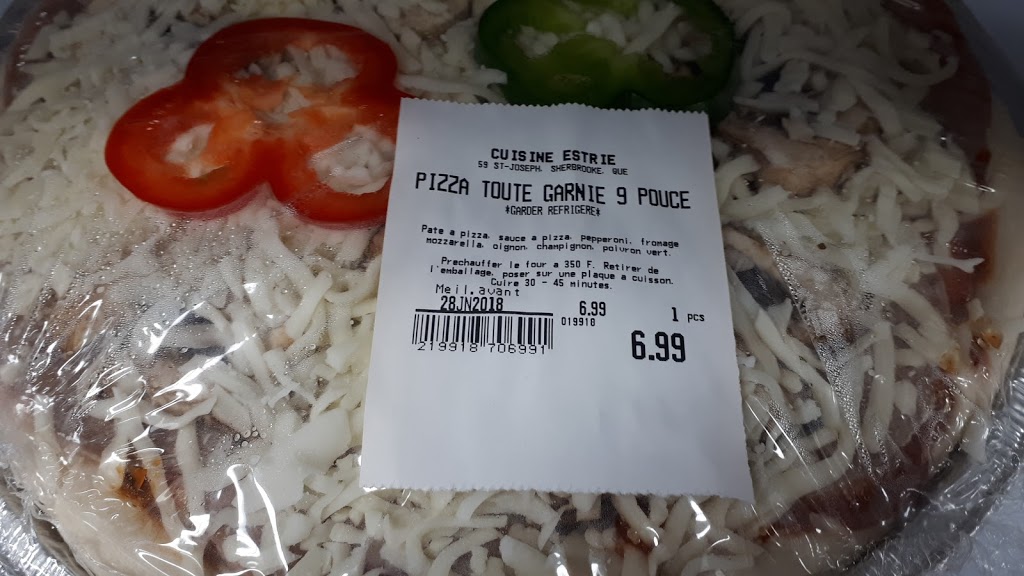 CUISINE ESTRIE
59 ST-JOSEPH, SHERBROOKE, QUE
PIZZA TOUTE GARNIE 9 POUCE
*GARDER REFRIGERE*
Pate a pizza, sauce a pizza, pepperoni, fromage
mozzarella, oignon, champignon, poivron vert.
Prechauffer le four a 350 F. Retirer de
l'emballage, poser sur une plaque a cuisson.
Cuire 30 - 45 minutes.
Meil.avant
28JN2018 6.99 1 pcs
019918
6.99
219918 706991